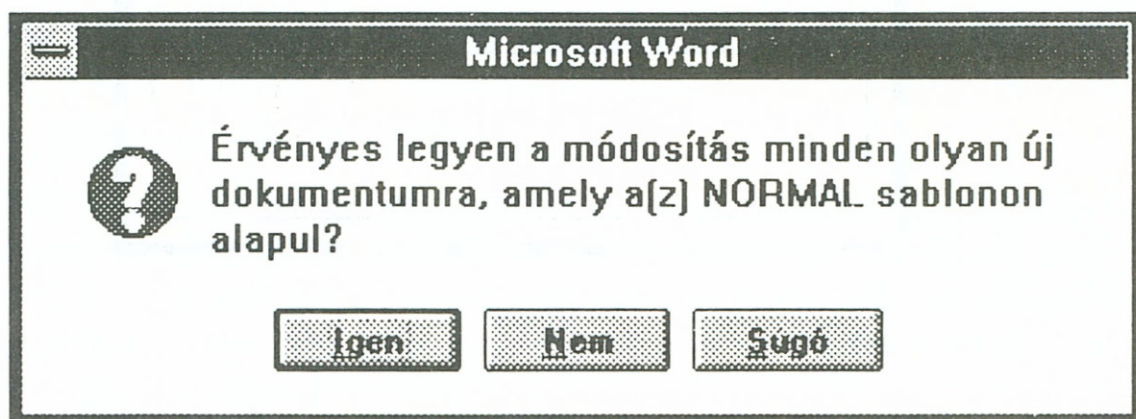 Microsoft Word
Érvényes legyen a módosítás minden olyan új
dokumentumra, amely a(z) NORMAL sablonon
alapul?
Igen Nem Súgó